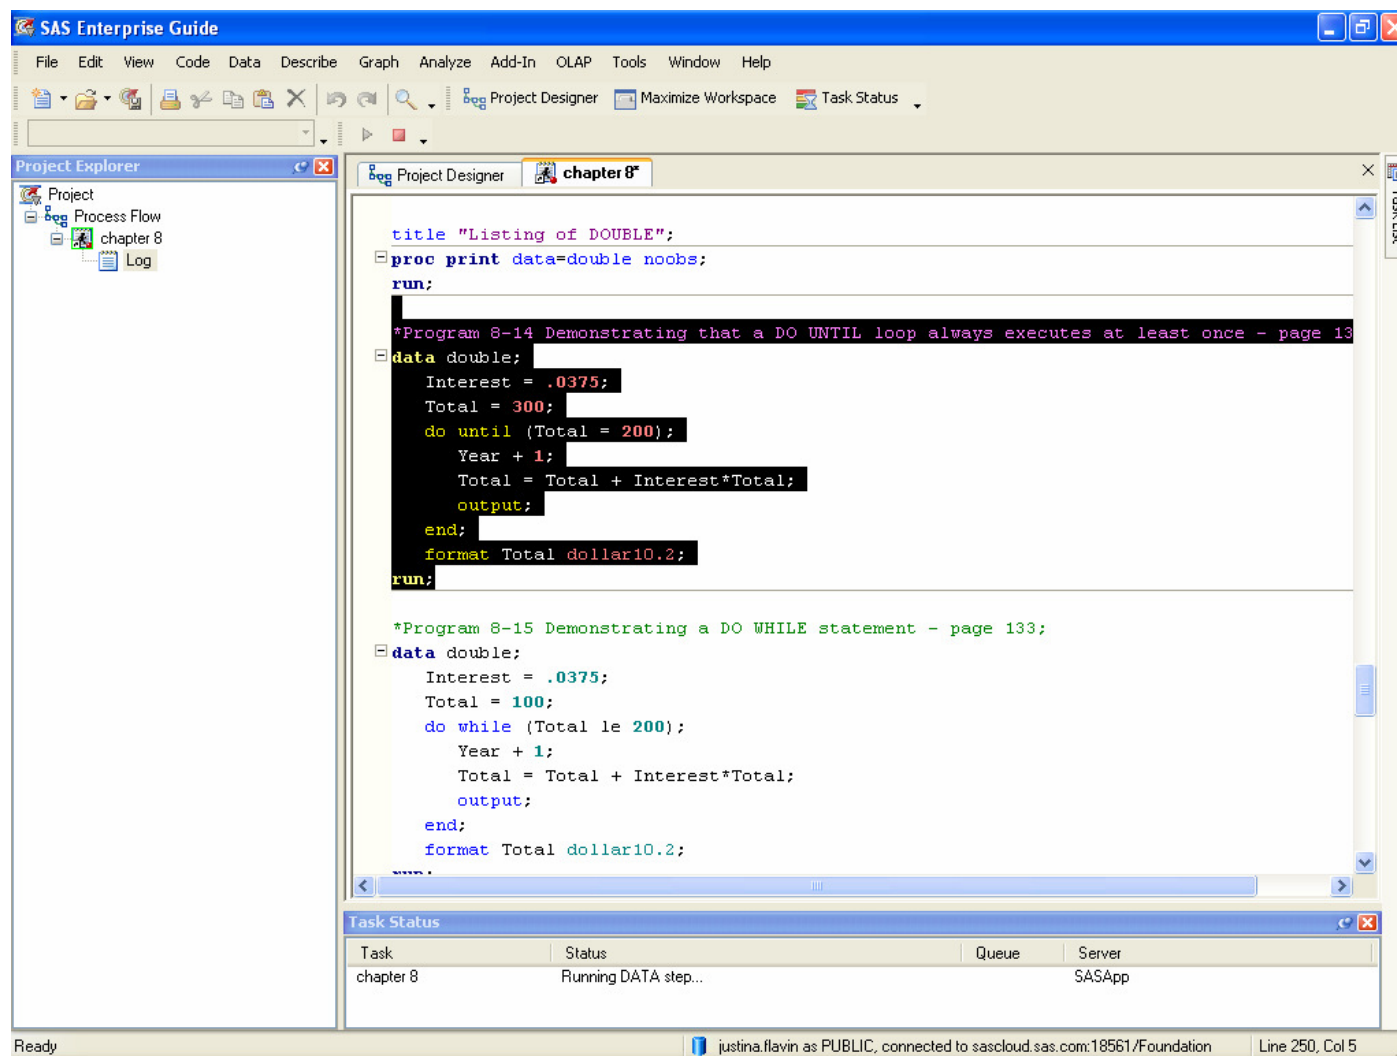 SAS Enterprise Guide
File Edit View Code Data Describe Graph Analyze Add-In OLAP Tools Window Help
Project Designer Maximize Workspace Task Status
Project Explorer
Project
Process Flow
chapter 8
Log
Project Designer chapter 8*
title "Listing of DOUBLE";
proc print data=double noobs;
run;
*Program 8-14 Demonstrating that a DO UNTIL loop always executes at least once - page 13
data double;
Interest = .0375;
Total = 300;
do until (Total = 200);
Year + 1;
Total = Total + Interest*Total;
output;
end;
format Total dollar10.2;
run;
*Program 8-15 Demonstrating a DO WHILE statement - page 133;
data double;
Interest = .0375;
Total = 100;
do while (Total le 200);
Year + 1;
Total = Total + Interest*Total;
output;
end;
format Total dollar10.2;
run;
Task Status
Task Status Queue Server
chapter 8 Running DATA step... SASApp
Ready justina.flavin as PUBLIC, connected to sascloud.sas.com:18561/Foundation Line 250, Col 5